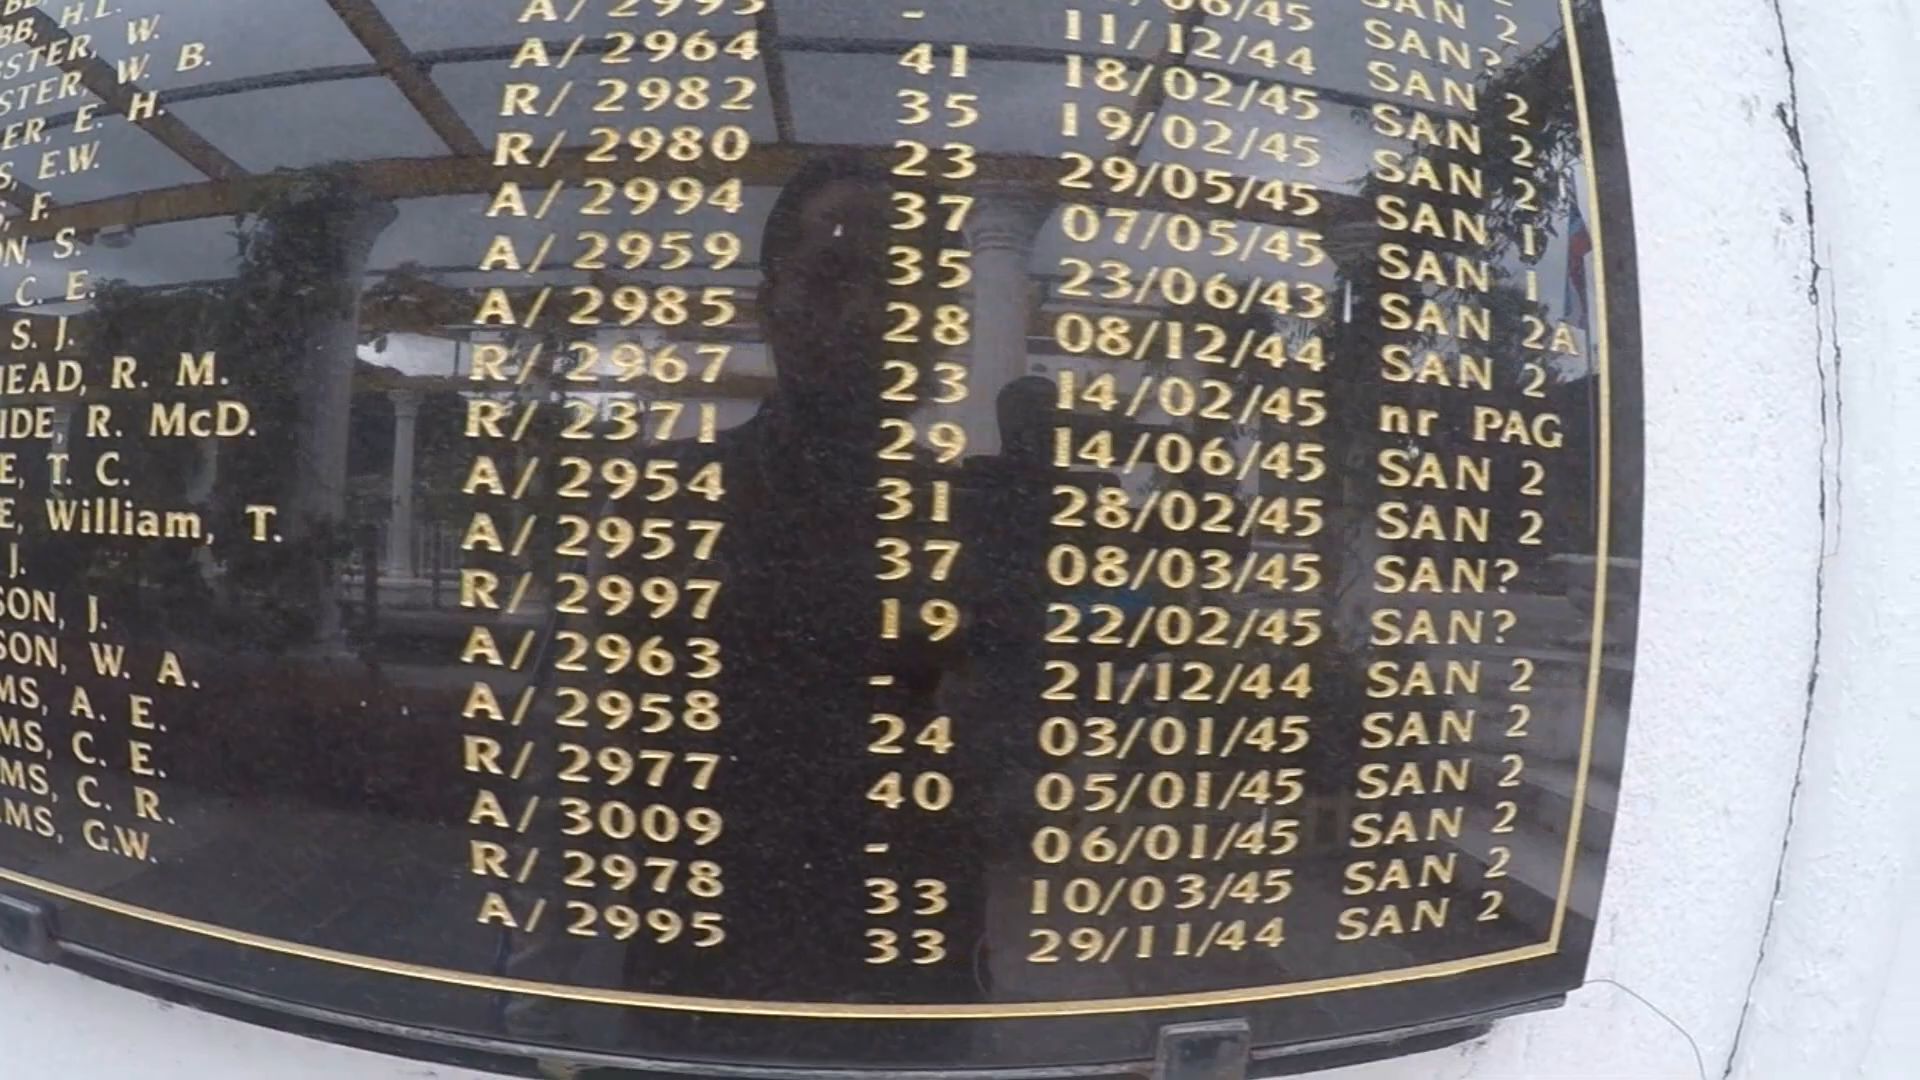 BB, H.L.
STER, W. 06/45 SAN?
STER, W. B. A/2993 - 11/12/44 SAN 2
ER, E. H. A/2964 41 18/02/45 SAN 2
S, E.W. R/2982 35 19/02/45 SAN 2
F. R/2980 23 29/05/45 SAN 1
ON, S. A/2994 37 07/05/45 SAN 1
C. E. A/2959 35 23/06/43 SAN 2A
S. J. A/2985 28 08/12/44 SAN 2
HEAD, R. M. R/2967 23 14/02/45 nr PAG
IDE, R. McD. R/2371 29 14/06/45 SAN 2
E, T. C. A/2954 31 28/02/45 SAN 2
E, William, T. A/2957 37 08/03/45 SAN?
J. R/2997 19 22/02/45 SAN?
SON, J. A/2963 - 21/12/44 SAN 2
SON, W. A. A/2958 24 03/01/45 SAN 2
MS, A. E. R/2977 40 05/01/45 SAN 2
MS, C. E. A/3009 - 06/01/45 SAN 2
MS, C. R. R/2978 33 10/03/45 SAN 2
MS, G.W. A/2995 33 29/11/44 SAN 2